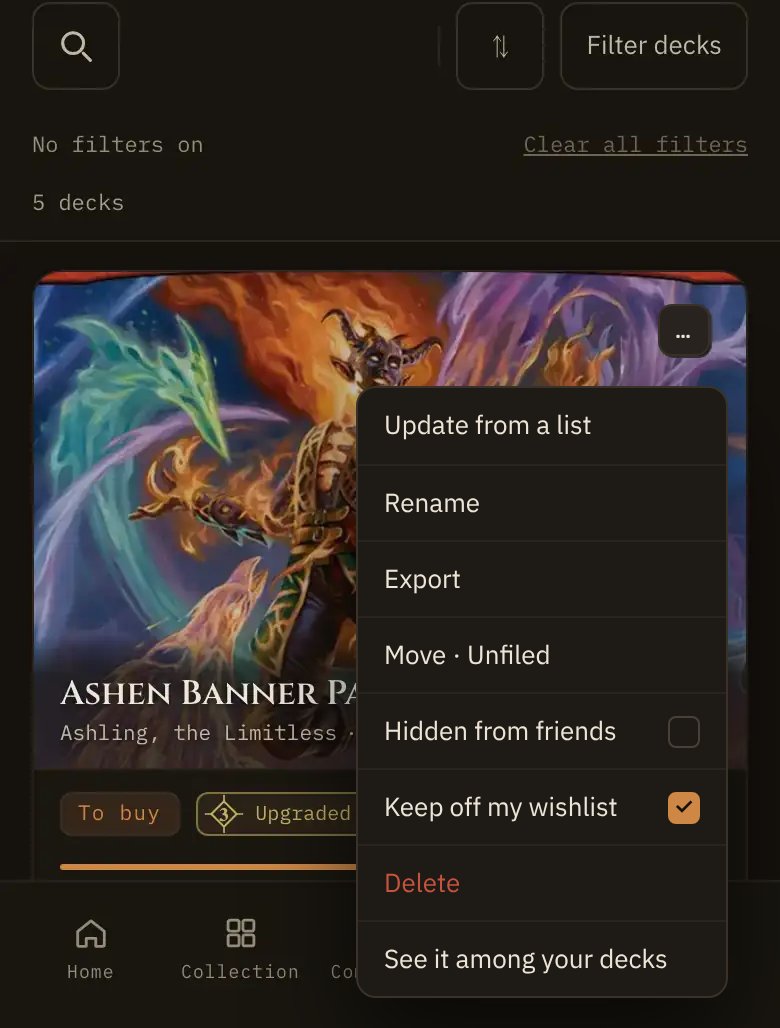 Filter decks
No filters on
Clear all filters
5 decks
...
Update from a list
Rename
Export
Move · Unfiled
Hidden from friends
Keep off my wishlist
Delete
See it among your decks
ASHEN BANNER
Ashling, the Limitless ·
To buy
3 Upgraded
Home
Collection